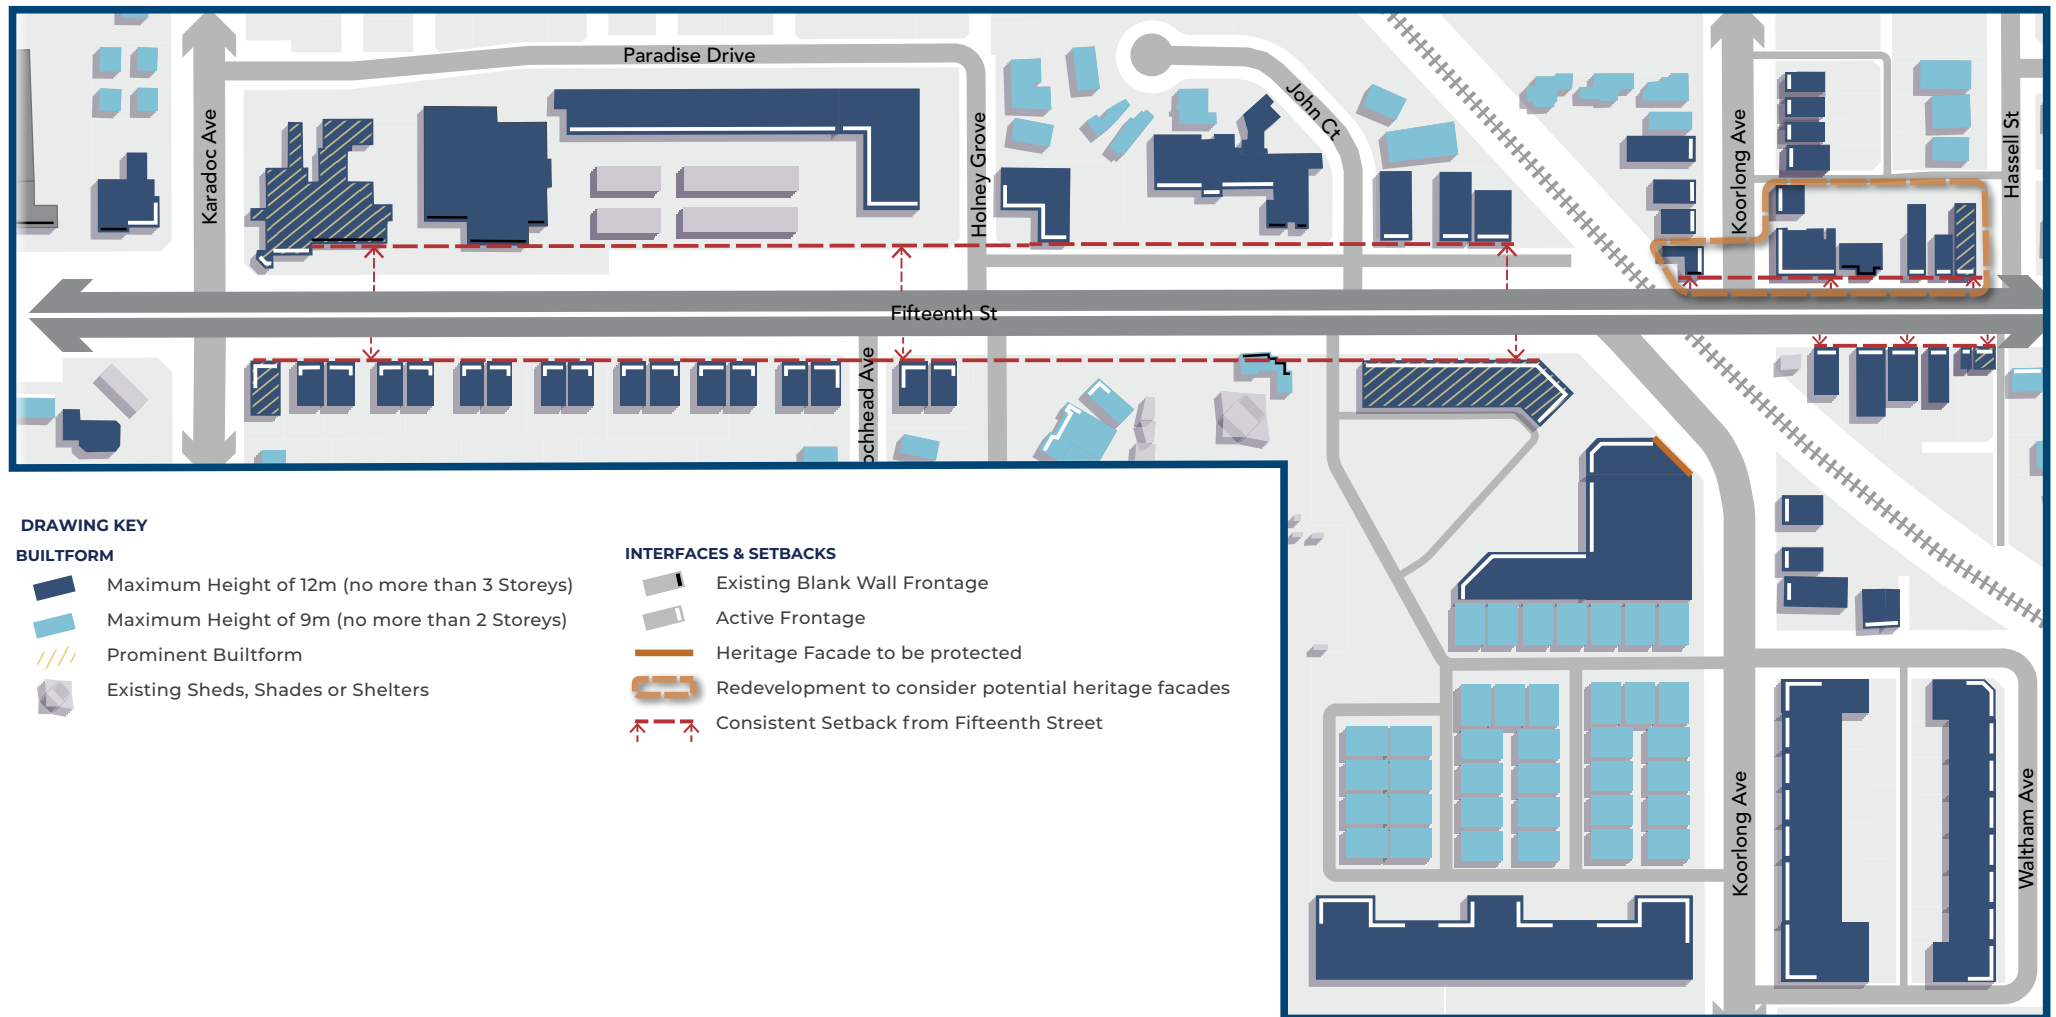 Paradise Drive
Karadoc Ave
Holney Grove
John Ct
Koorlong Ave
Hassell St
Fifteenth St
ochhead Ave
DRAWING KEY
BUILTFORM
Maximum Height of 12m (no more than 3 Storeys)
Maximum Height of 9m (no more than 2 Storeys)
Prominent Builtform
Existing Sheds, Shades or Shelters
INTERFACES & SETBACKS
Existing Blank Wall Frontage
Active Frontage
Heritage Facade to be protected
Redevelopment to consider potential heritage facades
Consistent Setback from Fifteenth Street
Koorlong Ave
Waltham Ave